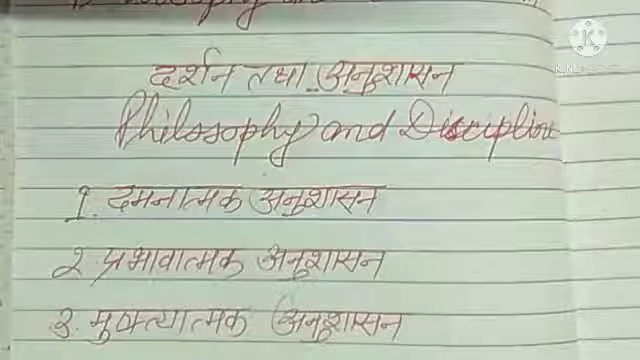 दर्शन तथा अनुशासन
Philosophy and Discipline
1. दमनात्मक अनुशासन
2. प्रभावात्मक अनुशासन
3. अनुशासन